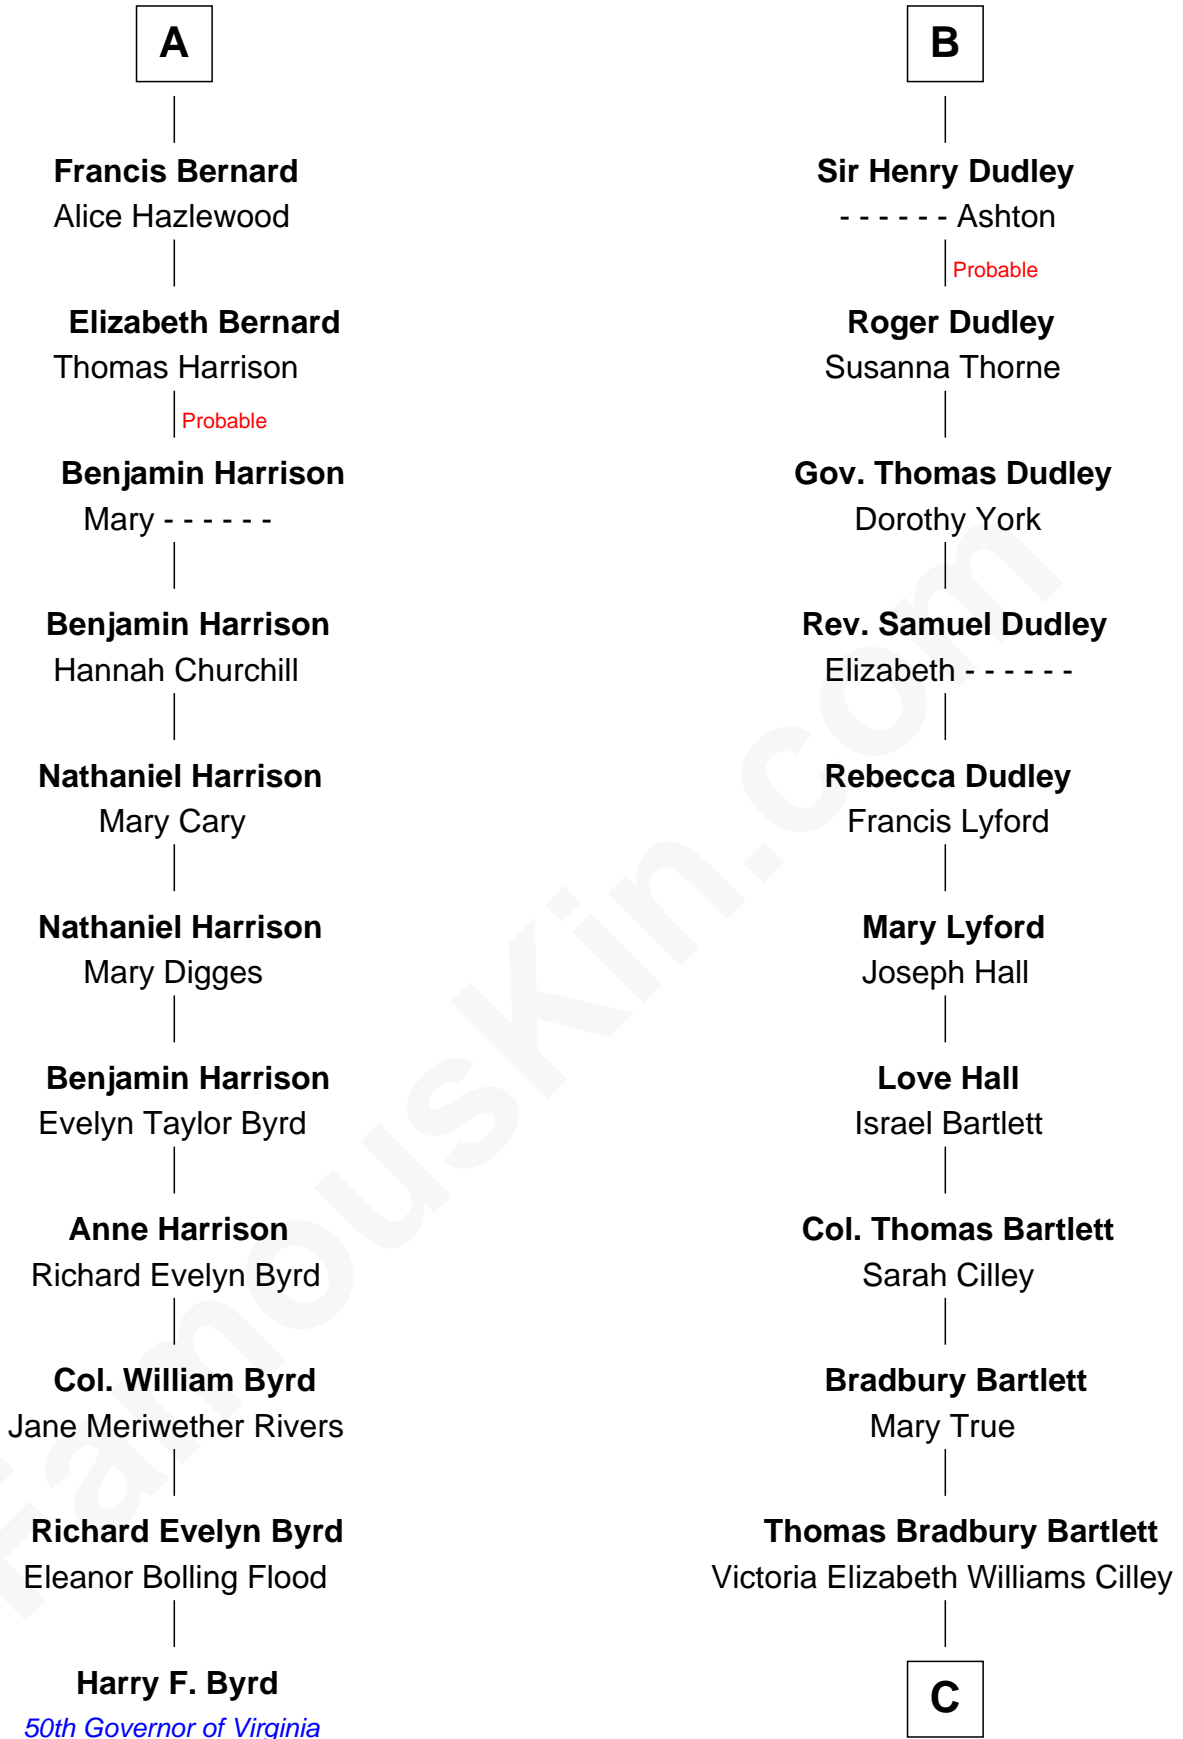 A
Francis Bernard
Alice Hazlewood
Elizabeth Bernard
Thomas Harrison
Probable
Benjamin Harrison
Mary - - - - - -
Benjamin Harrison
Hannah Churchill
Nathaniel Harrison
Mary Cary
Nathaniel Harrison
Mary Digges
Benjamin Harrison
Evelyn Taylor Byrd
Anne Harrison
Richard Evelyn Byrd
Col. William Byrd
Jane Meriwether Rivers
Richard Evelyn Byrd
Eleanor Bolling Flood
Harry F. Byrd
50th Governor of Virginia
B
Sir Henry Dudley
- - - - - - Ashton
Probable
Roger Dudley
Susanna Thorne
Gov. Thomas Dudley
Dorothy York
Rev. Samuel Dudley
Elizabeth - - - - - -
Rebecca Dudley
Francis Lyford
Mary Lyford
Joseph Hall
Love Hall
Israel Bartlett
Col. Thomas Bartlett
Sarah Cilley
Bradbury Bartlett
Mary True
Thomas Bradbury Bartlett
Victoria Elizabeth Williams Cilley
C
FamousKin.com